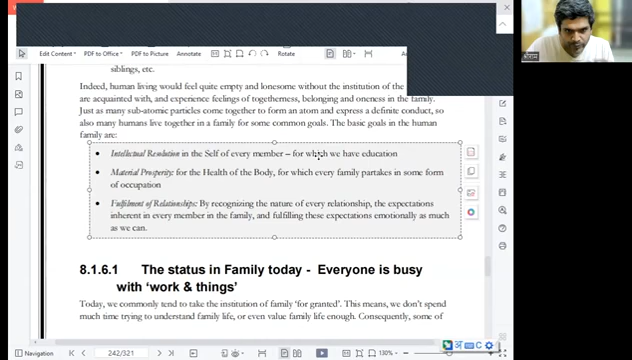 Edit Content PDF to Office PDF to Picture Annotate Rotate
siblings, etc.
Indeed, human living would feel quite empty and lonesome without the institution of the
are acquainted with, and experience feelings of togetherness, belonging and oneness in the family.
Just as many sub-atomic particles come together to form an atom and express a definite conduct, so
also many humans live together in a family for some common goals. The basic goals in the human
family are:
• Intellectual Resolution in the Self of every member – for which we have education
• Material Prosperity: for the Health of the Body, for which every family partakes in some form
of occupation
• Fulfilment of Relationships: By recognizing the nature of every relationship, the expectations
inherent in every member in the family, and fulfilling these expectations emotionally as much
as we can.
8.1.6.1 The status in Family today - Everyone is busy
with ‘work & things’
Today, we commonly tend to take the institution of family ‘for granted’. This means, we don't spend
much time trying to understand family life, or even value family life enough. Consequently, some of
Navigation 242/321 130%
श्रीराम